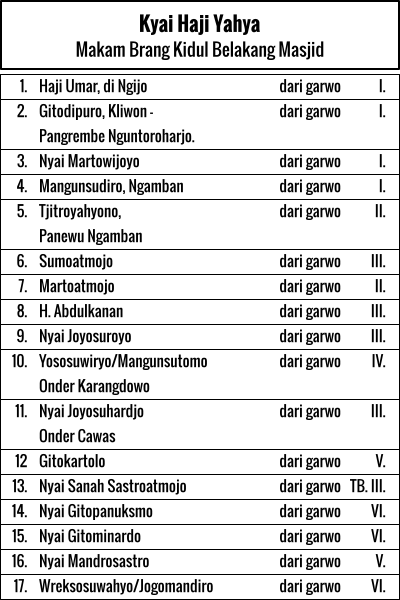 Kyai Haji Yahya
Makam Brang Kidul Belakang Masjid
1. Haji Umar, di Ngijo dari garwo I.
2. Gitodipuro, Kliwon - dari garwo I.
Pangrembe Nguntoroharjo.
3. Nyai Martowijoyo dari garwo I.
4. Mangunsudiro, Ngamban dari garwo I.
5. Tjitroyahyono, dari garwo II.
Panewu Ngamban
6. Sumoatmojo dari garwo III.
7. Martoatmojo dari garwo II.
8. H. Abdulkanan dari garwo III.
9. Nyai Joyosuroyo dari garwo III.
10. Yososuwiryo/Mangunsutomo dari garwo IV.
Onder Karangdowo
11. Nyai Joyosuhardjo dari garwo III.
Onder Cawas
12 Gitokartolo dari garwo V.
13. Nyai Sanah Sastroatmojo dari garwo TB. III.
14. Nyai Gitopanuksmo dari garwo VI.
15. Nyai Gitominardo dari garwo VI.
16. Nyai Mandrosastro dari garwo V.
17. Wreksosuwahyo/Jogomandiro dari garwo VI.